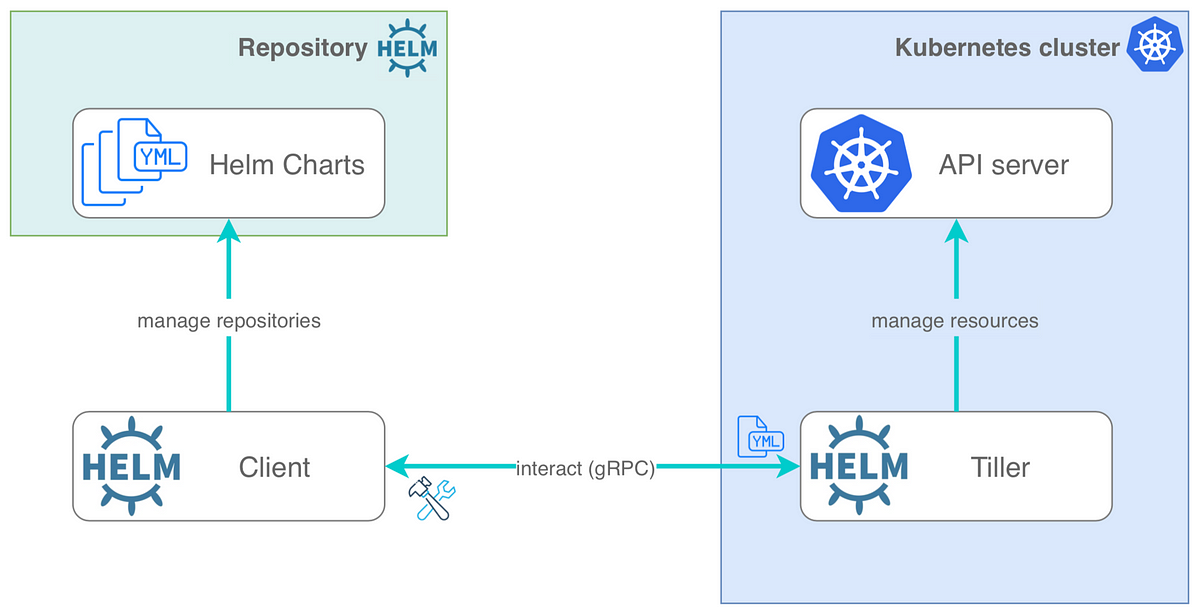 Repository HELM
Kubernetes cluster
YML Helm Charts
API server
manage repositories
manage resources
HELM Client
interact (gRPC)
YML
HELM Tiller